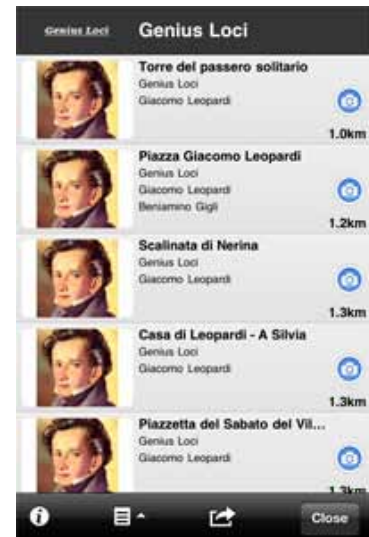 Genius Loci Genius Loci
Torre del passero solitario
Genius Loci
Giacomo Leopardi
1.0km
Piazza Giacomo Leopardi
Genius Loci
Giacomo Leopardi
Beniamino Gigli
1.2km
Scalinata di Nerina
Genius Loci
Giacomo Leopardi
1.3km
Casa di Leopardi - A Silvia
Genius Loci
Giacomo Leopardi
1.3km
Piazzetta del Sabato del Vil...
Genius Loci
Giacomo Leopardi
1.3km
Close